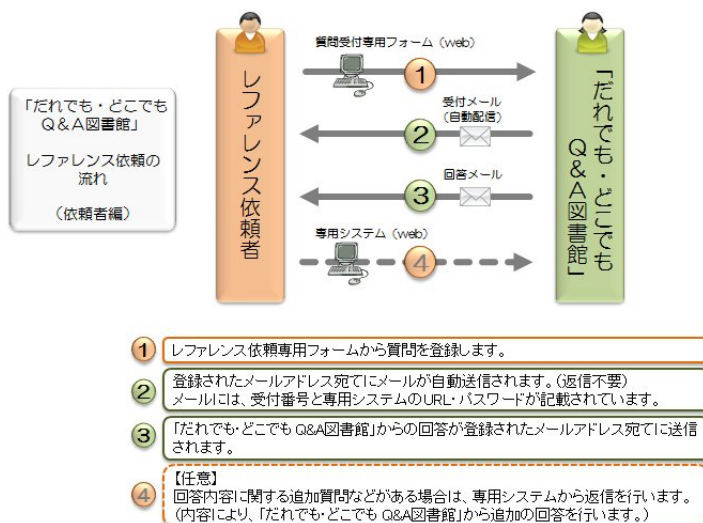 「だれでも・どこでも
Q&A図書館」
レファレンス依頼の
流れ
（依頼者編）
レファレンス依頼者
質問受付専用フォーム（web）
1
受付メール
（自動配信）
2
回答メール
3
専用システム（web）
4
「だれでも・どこでも
Q&A図書館」
1
レファレンス依頼専用フォームから質問を登録します。
2
登録されたメールアドレス宛てにメールが自動送信されます。(返信不要)
メールには、受付番号と専用システムのURL・パスワードが記載されています。
3
「だれでも・どこでも Q&A図書館」からの回答が登録されたメールアドレス宛てに送信
されます。
4
【任意】
回答内容に関する追加質問などがある場合は、専用システムから返信を行います。
(内容により、「だれでも・どこでも Q&A図書館」から追加の回答を行います。)